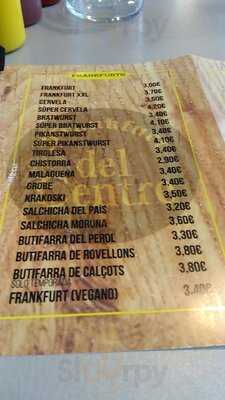 FRANKFURTS
FRANKFURT 3,00€
FRANKFURT XXL 3,70€
CERVELA 3,50€
SÚPER CERVELA 4,20€
BRATWURST 3,40€
SÚPER BRATWURST 4,10€
PIKANSTWURST 3,40€
SÚPER PIKANSTWURST 4,10€
TIROLESA 3,40€
CHISTORRA 2,90€
MALAGUEÑA 3,40€
GROBE 3,40€
KRAKOSKI 3,50€
SALCHICHA DEL PAÍS 3,20€
SALCHICHA MORUNA 3,60€
BUTIFARRA DEL PEROL 3,30€
BUTIFARRA DE ROVELLONS 3,80€
BUTIFARRA DE CALÇOTS 3,80€
SOLO TEMPORADA
FRANKFURT (VEGANO) 3,40€
Sluurpy